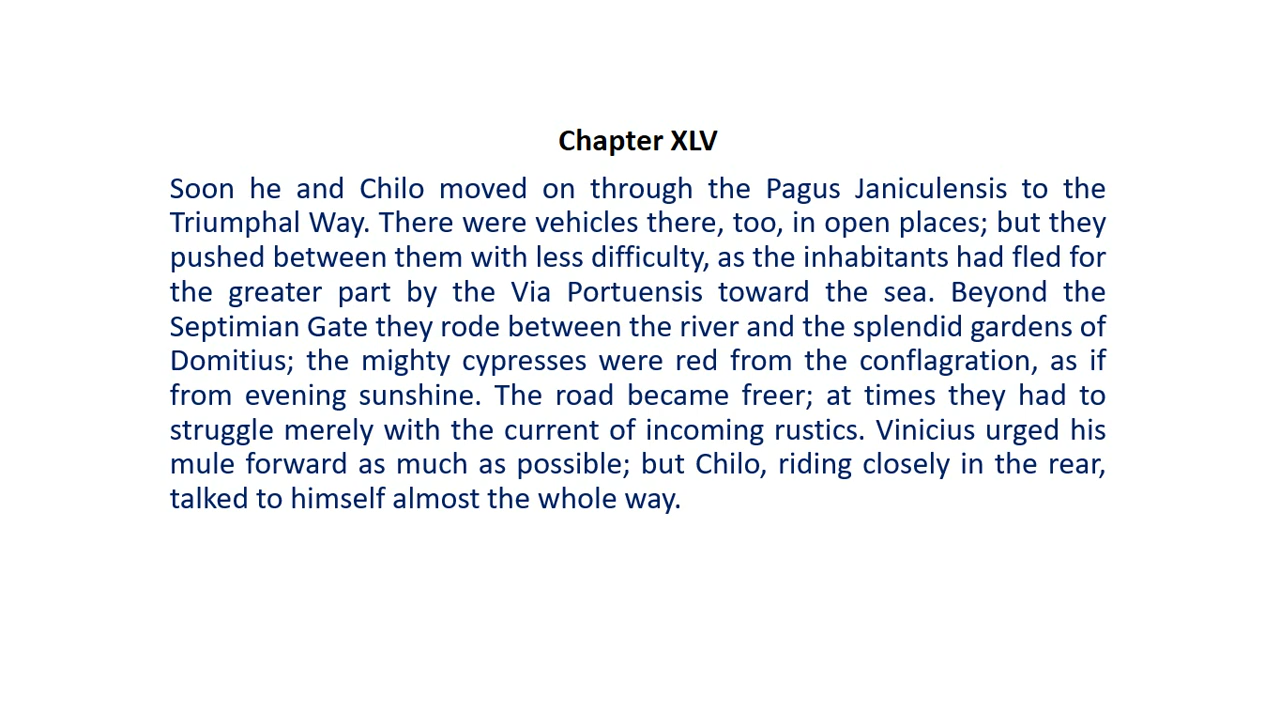 Chapter XLV
Soon he and Chilo moved on through the Pagus Janiculensis to the
Triumphal Way. There were vehicles there, too, in open places; but they
pushed between them with less difficulty, as the inhabitants had fled for
the greater part by the Via Portuensis toward the sea. Beyond the
Septimian Gate they rode between the river and the splendid gardens of
Domitius; the mighty cypresses were red from the conflagration, as if
from evening sunshine. The road became freer; at times they had to
struggle merely with the current of incoming rustics. Vinicius urged his
mule forward as much as possible; but Chilo, riding closely in the rear,
talked to himself almost the whole way.